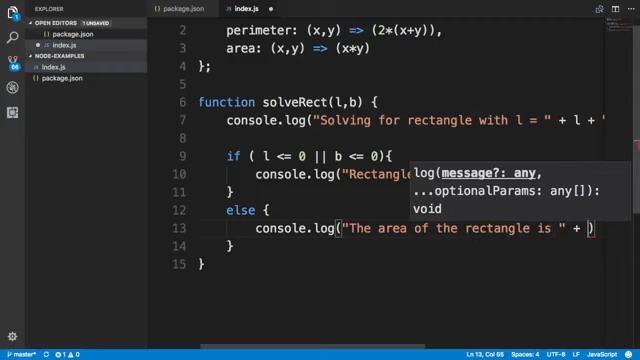 EXPLORER
OPEN EDITORS 1 UNSAVED
package.json
index.js
NODE-EXAMPLES
index.js
package.json
66
package.json index.js
2 perimeter: (x,y) => (2*(x+y)),
3 area: (x,y) => (x*y)
4 };
5
6 function solveRect(l,b) {
7 console.log("Solving for rectangle with l = " + l + "
8
9 if ( l <= 0 || b <= 0){
10 console.log("Rectangle
11 }
12 else {
13 console.log("The area of the rectangle is " + )
14 }
15 }
log(message?: any,
...optionalParams: any[]):
void
master* 0 1 Ln 13, Col 55 Spaces: 4 UTF-8 LF JavaScript